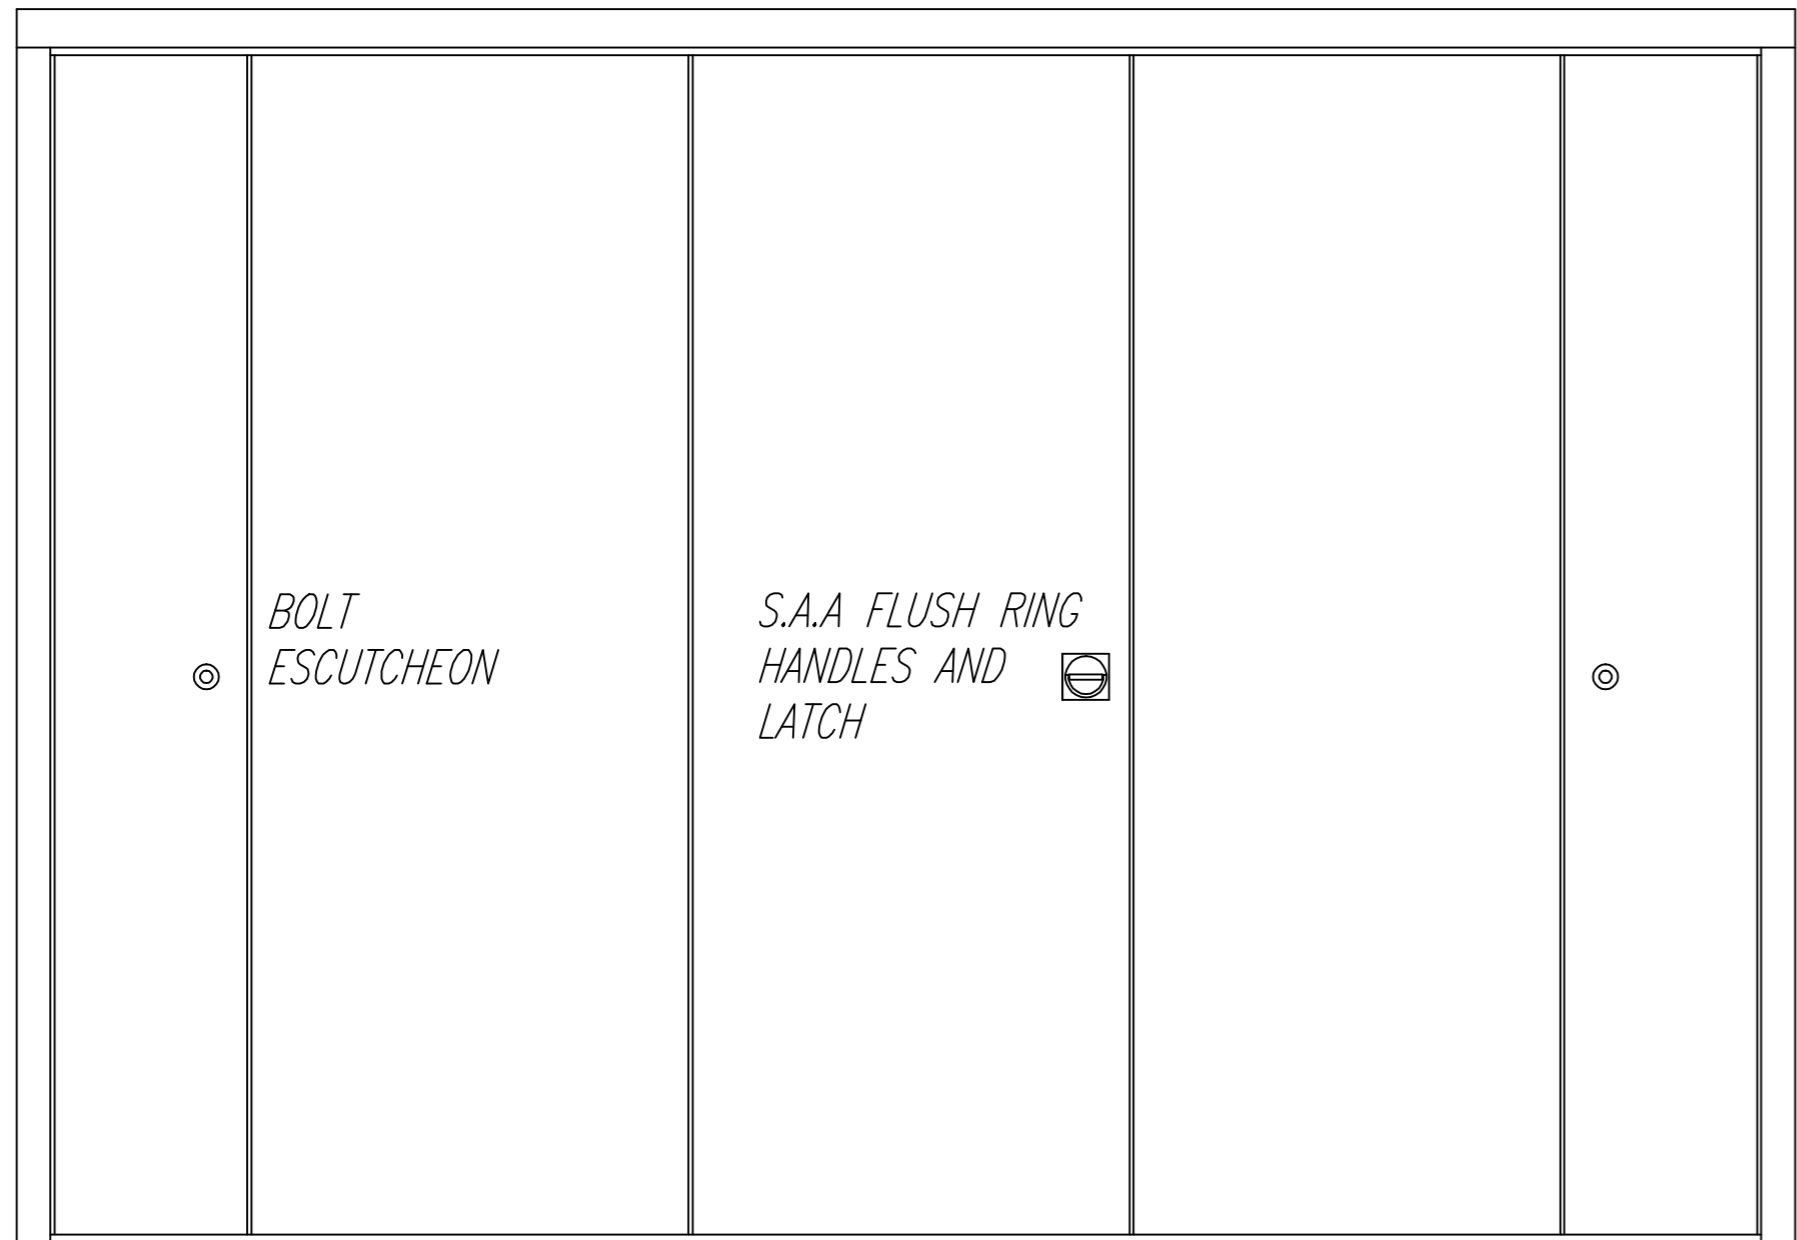 BOLT
ESCUTCHEON
S.A.A FLUSH RING
HANDLES AND
LATCH